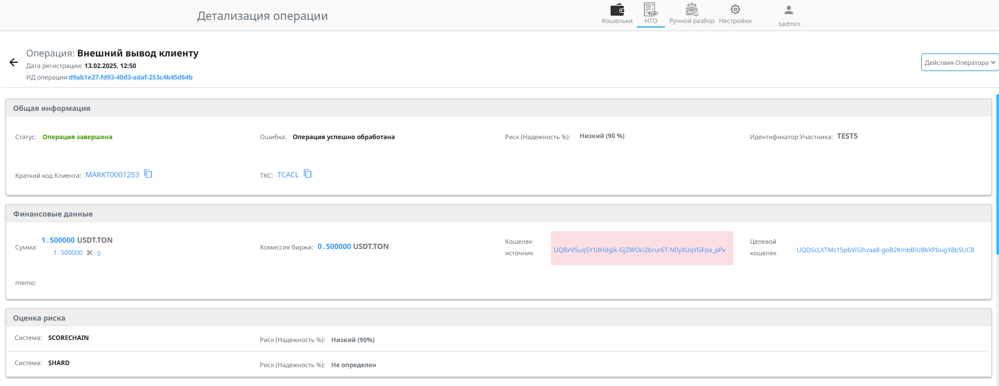 Детализация операции
Кошельки
НТО
Ручной разбор
Настройки
sadmin
Операция: Внешний вывод клиенту
Дата регистрации: 13.02.2025, 12:50
ИД операции:d9ab1e27-fd93-40d3-adaf-253c4b45d64b
Действия Оператора
Общая информация
Статус: Операция завершена
Ошибка: Операция успешно обработана
Риск (Надежность %): Низкий (90 %)
Идентификатор Участника: TEST5
Краткий код Клиента: MARKT0001253
ТКС: TCACL
Финансовые данные
Сумма: 1.500000 USDT.TON
1.500000 0
Комиссия биржи: 0.500000 USDT.TON
Кошелек-
источник
UQBxV5uqSY1dHdglk-GjZWOci2brur6T-N0yXUqYGFpa_pPv
Целевой
кошелек
UQDScLXTMs15pbViSIhzaa8-goB2KmbBiU8bXPbugY8bSUCB
memo:
Оценка риска
Система: SCORECHAIN
Риск (Надежность %): Низкий (90%)
Система: SHARD
Риск (Надежность %): Не определен